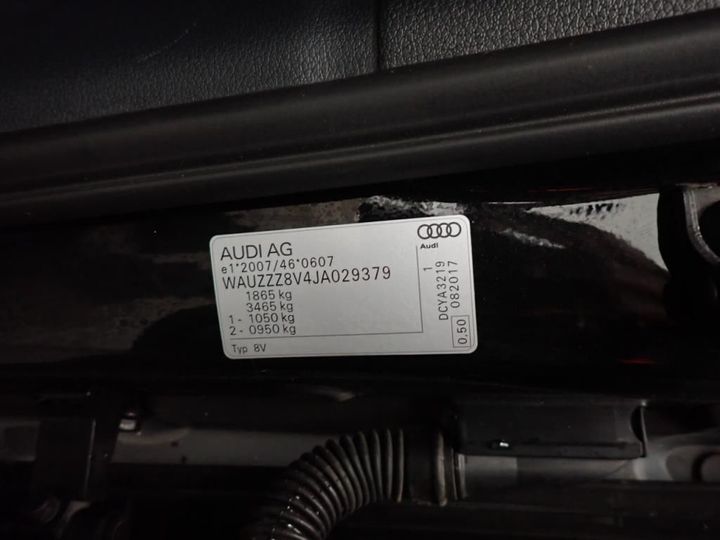 AUDI AG
e1*2007/46*0607
WAUZZZ8V4JA029379
1865 kg
3465 kg
1 - 1050 kg
2 - 0950 kg
Typ 8V
Audi
1
DCYA3219
082017
0,50